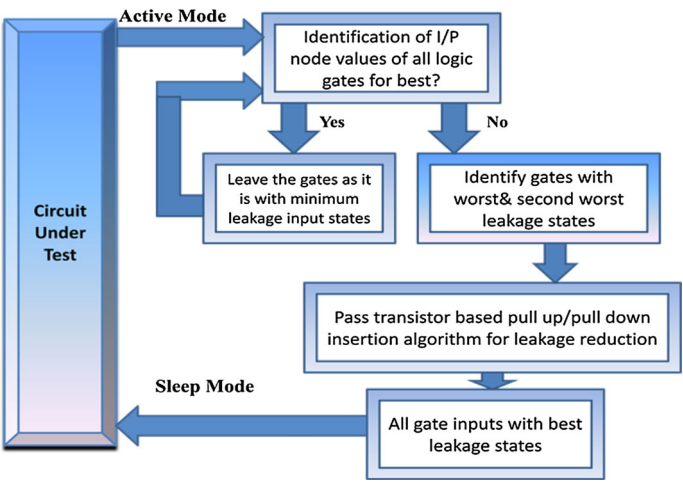 Active Mode
Identification of I/P
node values of all logic
gates for best?
Yes
No
Leave the gates as it
is with minimum
leakage input states
Identify gates with
worst& second worst
leakage states
Circuit
Under
Test
Pass transistor based pull up/pull down
insertion algorithm for leakage reduction
Sleep Mode
All gate inputs with best
leakage states